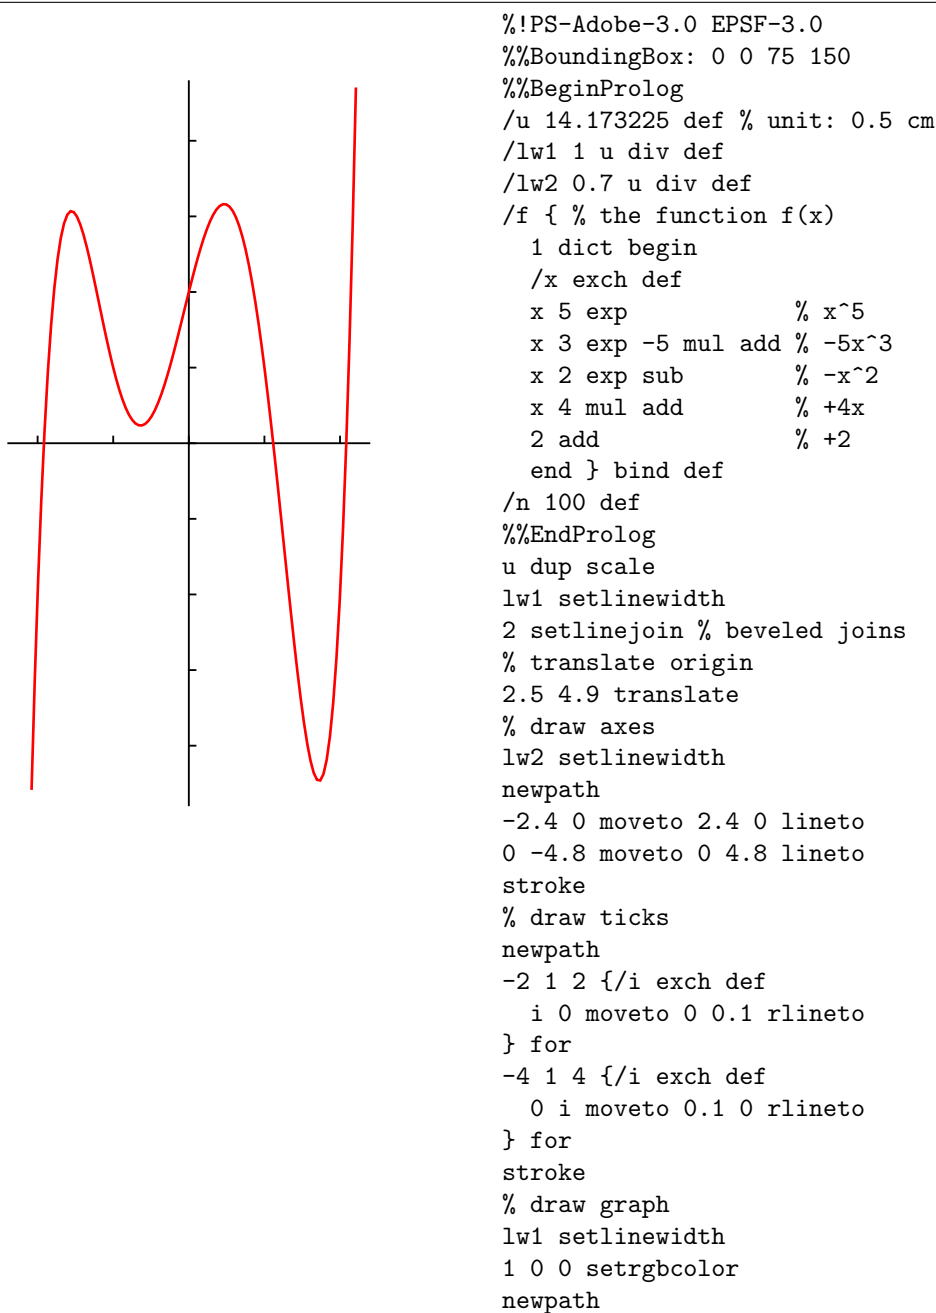 %!PS-Adobe-3.0 EPSF-3.0
%%BoundingBox: 0 0 75 150
%%BeginProlog
/u 14.173225 def % unit: 0.5 cm
/lw1 1 u div def
/lw2 0.7 u div def
/f { % the function f(x)
  1 dict begin
  /x exch def
  x 5 exp           % x^5
  x 3 exp -5 mul add % -5x^3
  x 2 exp sub       % -x^2
  x 4 mul add       % +4x
  2 add             % +2
  end } bind def
/n 100 def
%%EndProlog
u dup scale
lw1 setlinewidth
2 setlinejoin % beveled joins
% translate origin
2.5 4.9 translate
% draw axes
lw2 setlinewidth
newpath
-2.4 0 moveto 2.4 0 lineto
0 -4.8 moveto 0 4.8 lineto
stroke
% draw ticks
newpath
-2 1 2 {/i exch def
  i 0 moveto 0 0.1 rlineto
} for
-4 1 4 {/i exch def
  0 i moveto 0.1 0 rlineto
} for
stroke
% draw graph
lw1 setlinewidth
1 0 0 setrgbcolor
newpath